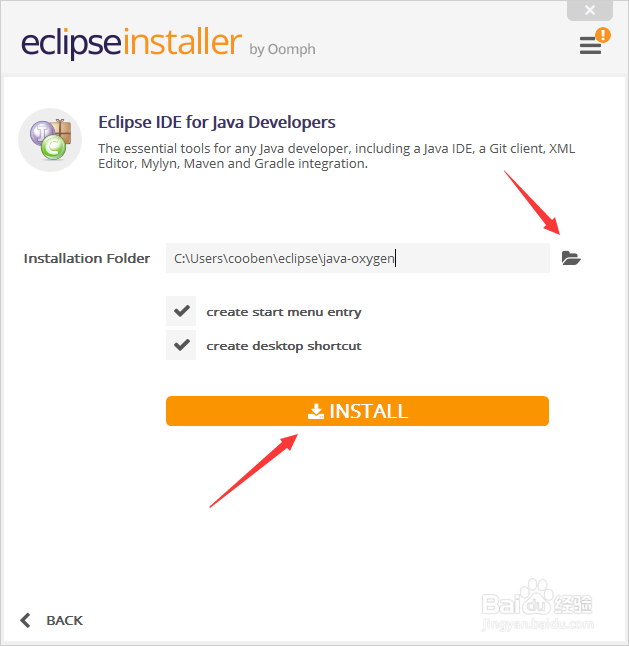 eclipseinstaller by Oomph
Eclipse IDE for Java Developers
The essential tools for any Java developer, including a Java IDE, a Git client, XML
Editor, Mylyn, Maven and Gradle integration.
Installation Folder C:\Users\cooben\eclipse\java-oxygen
create start menu entry
create desktop shortcut
INSTALL
BACK
Baidu经验
jingyan.baidu.com